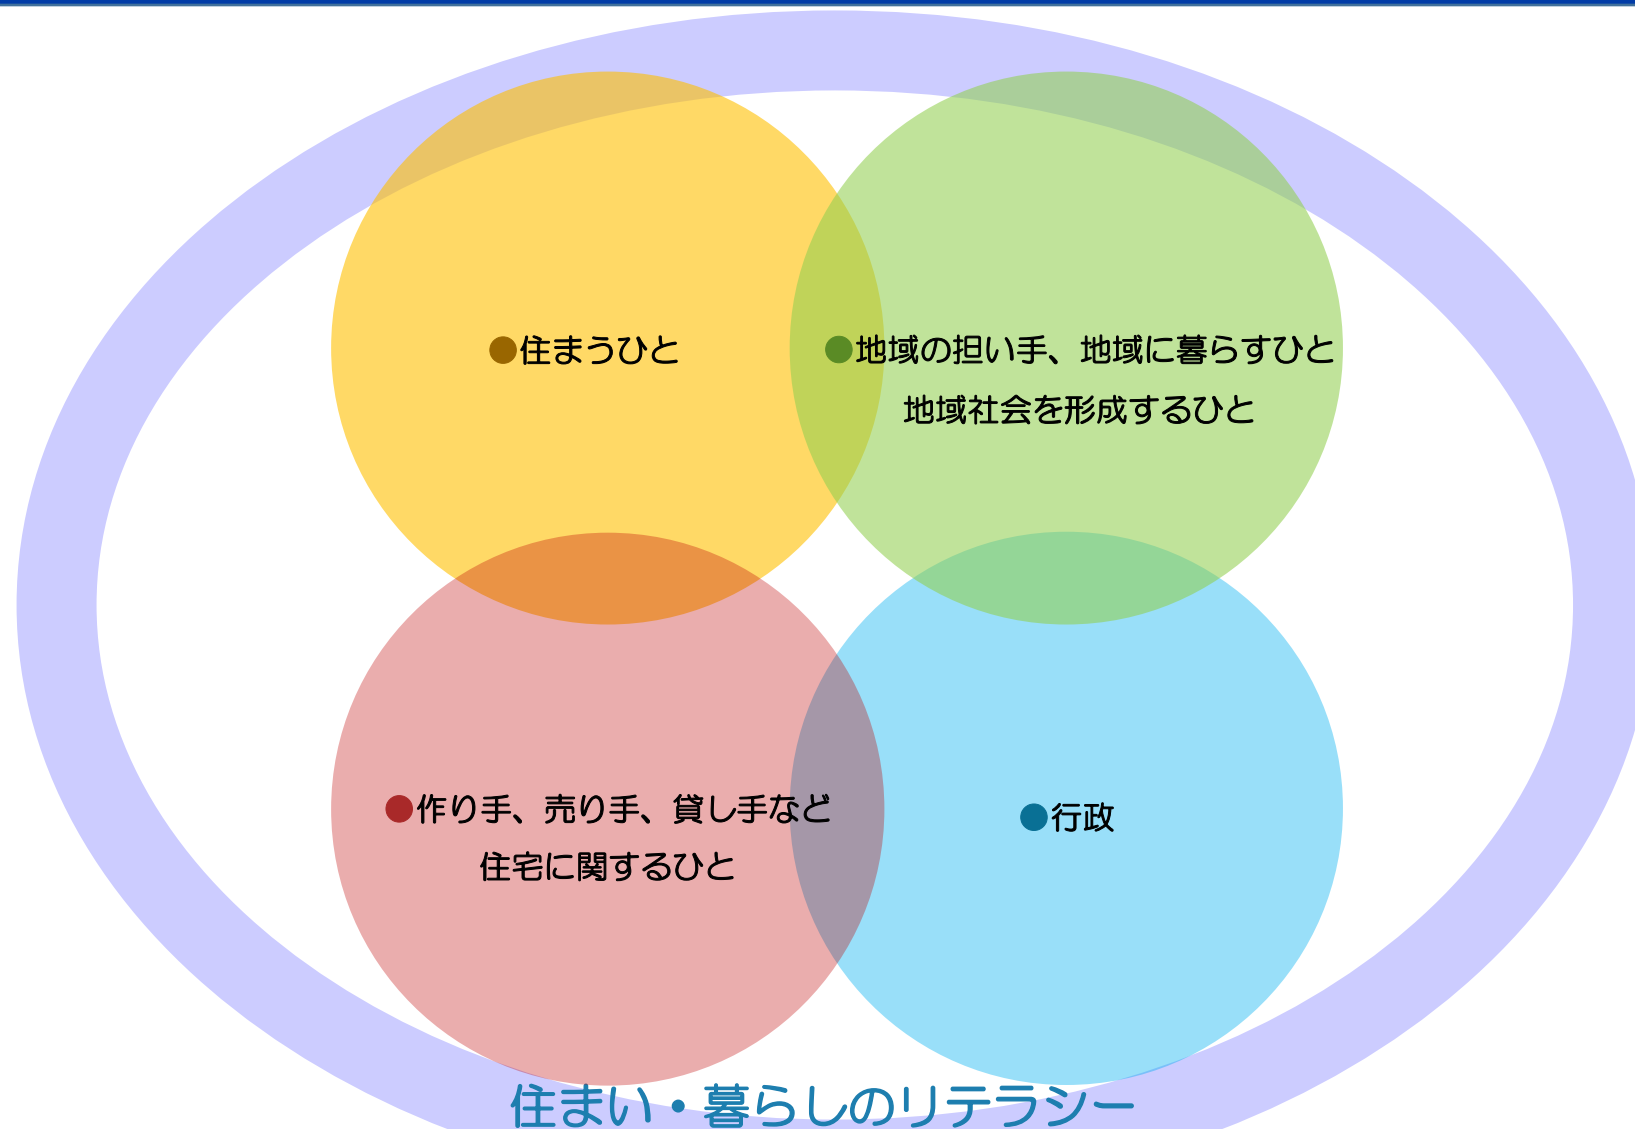 ●住まうひと
●地域の担い手、地域に暮らすひと
地域社会を形成するひと
●作り手、売り手、貸し手など
住宅に関するひと
●行政
住まい・暮らしのリテラシー